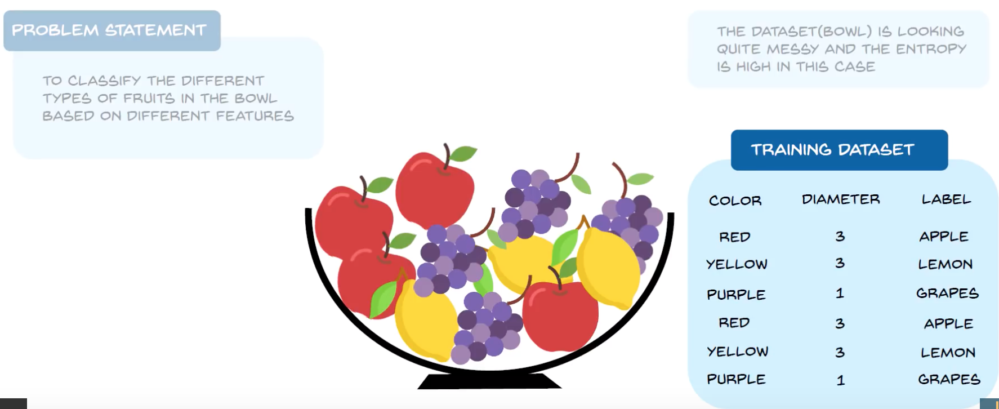 PROBLEM STATEMENT
TO CLASSIFY THE DIFFERENT
TYPES OF FRUITS IN THE BOWL
BASED ON DIFFERENT FEATURES
THE DATASET(BOWL) IS LOOKING
QUITE MESSY AND THE ENTROPY
IS HIGH IN THIS CASE
TRAINING DATASET
COLOR DIAMETER LABEL
RED 3 APPLE
YELLOW 3 LEMON
PURPLE 1 GRAPES
RED 3 APPLE
YELLOW 3 LEMON
PURPLE 1 GRAPES